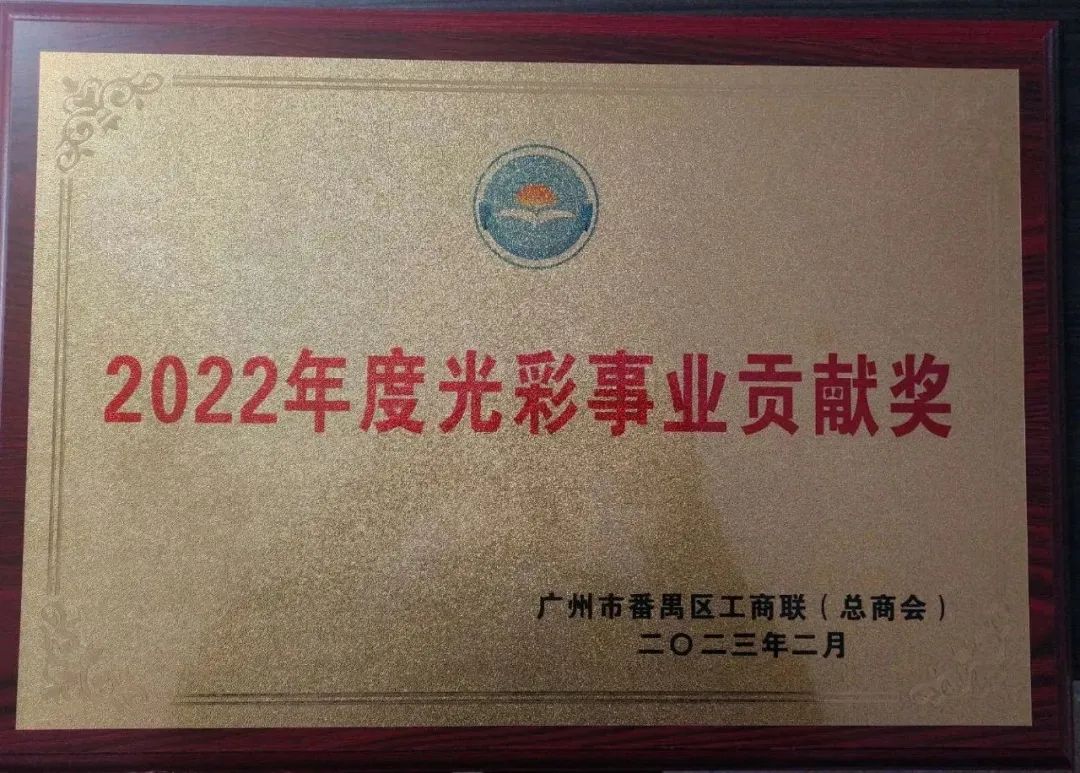 2022年度光彩事业贡献奖
广州市番禺区工商联（总商会）
二〇二三年二月